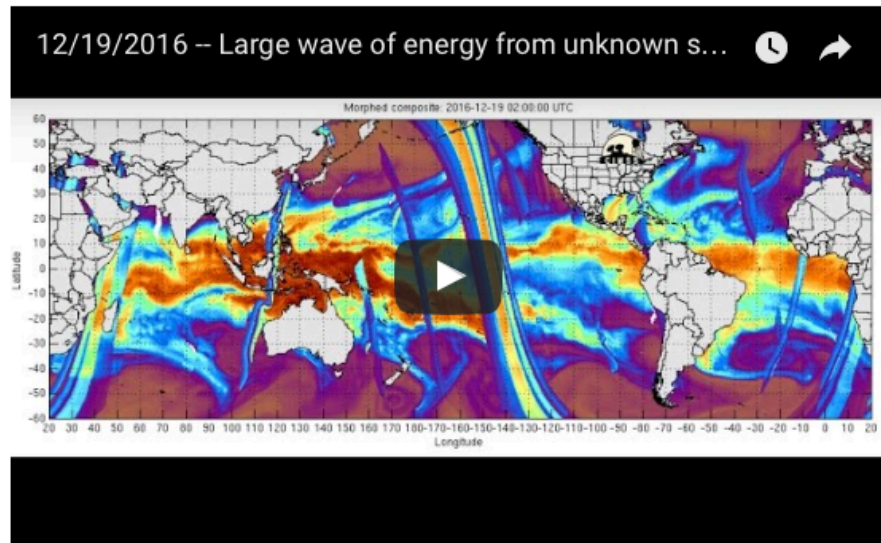 12/19/2016 -- Large wave of energy from unknown s...
Morphed composite: 2016-12-19 02:00:00 UTC
60
50
40
30
20
10
0
-10
-20
-30
-40
-50
-60
Latitude
20 30 40 50 60 70 80 90 100 110 120 130 140 150 160 170 180-170-160-150-140-130-120-110-100-90 -80 -70 -60 -50 -40 -30 -20 -10 0 10 20
Longitude